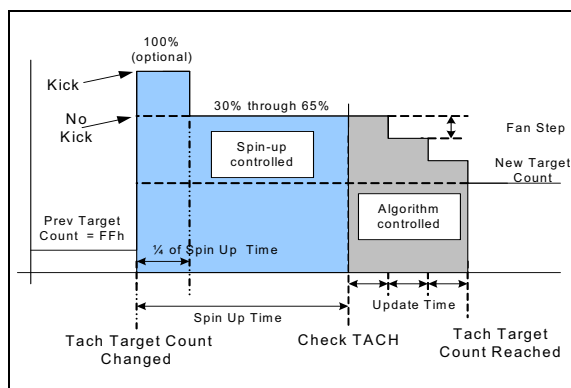 100%
(optional)
Kick
No
Kick
30% through 65%
Fan Step
Spin-up
controlled
New Target
Count
Prev Target
Count = FFh
Algorithm
controlled
¼ of Spin Up Time
Update Time
Spin Up Time
Tach Target Count
Changed
Check TACH
Tach Target
Count Reached